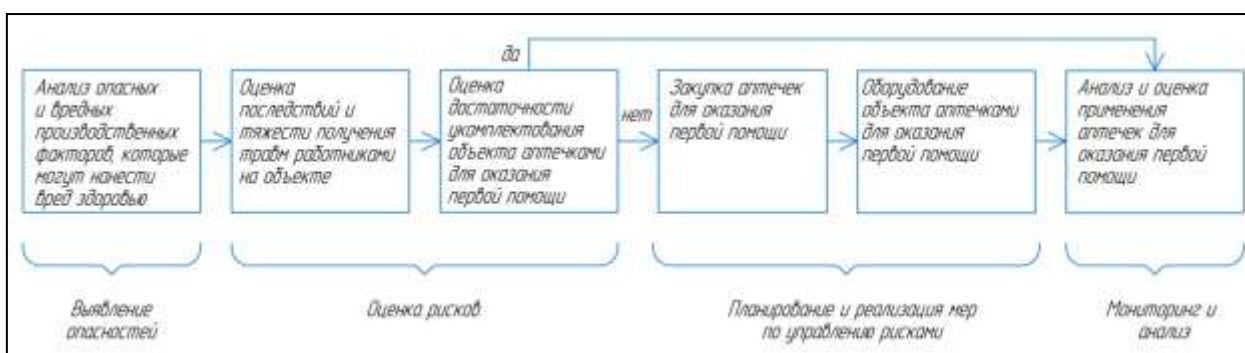 да
Анализ опасных
и вредных
производственных
факторов, которые
могут нанести
вред здоровью
Оценка
последствий и
тяжести получения
травм работниками
на объекте
Оценка
достаточности
укомплектования
объекта аптечками
для оказания
первой помощи
нет
Закупка аптечек
для оказания
первой помощи
Оборудование
объекта аптечками
для оказания
первой помощи
Анализ и оценка
применения
аптечек для
оказания первой
помощи
Выявление
опасностей
Оценка рисков
Планирование и реализация мер
по управлению рисками
Мониторинг и
анализ